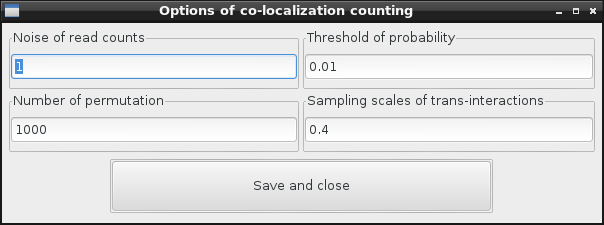 Options of co-localization counting
Noise of read counts
1
Threshold of probability
0.01
Number of permutation
1000
Sampling scales of trans-interactions
0.4
Save and close